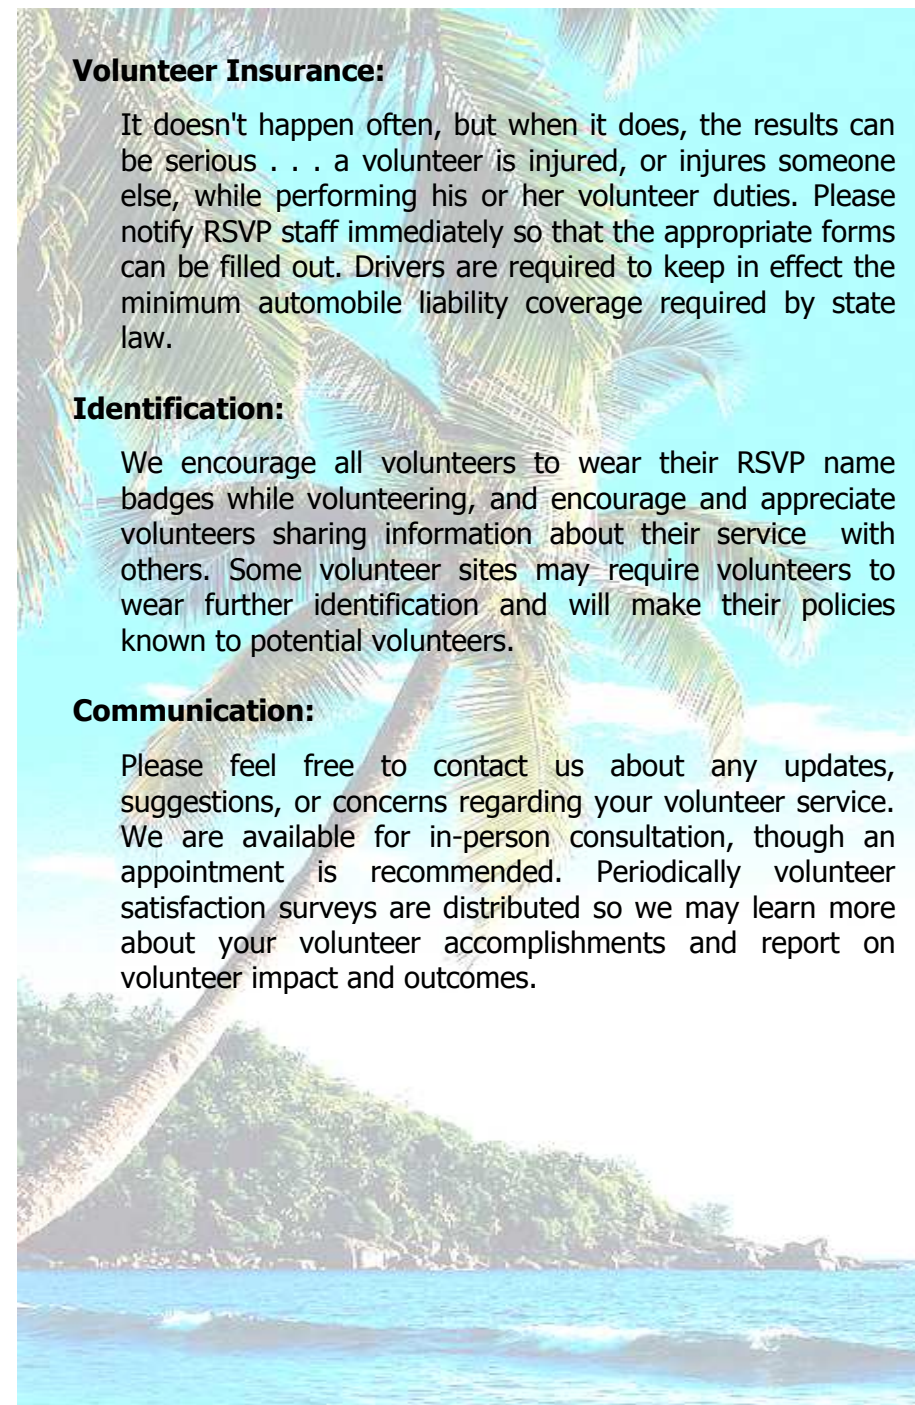 Volunteer Insurance:
It doesn't happen often, but when it does, the results can
be serious . . . a volunteer is injured, or injures someone
else, while performing his or her volunteer duties. Please
notify RSVP staff immediately so that the appropriate forms
can be filled out. Drivers are required to keep in effect the
minimum automobile liability coverage required by state
law.
Identification:
We encourage all volunteers to wear their RSVP name
badges while volunteering, and encourage and appreciate
volunteers sharing information about their service with
others. Some volunteer sites may require volunteers to
wear further identification and will make their policies
known to potential volunteers.
Communication:
Please feel free to contact us about any updates,
suggestions, or concerns regarding your volunteer service.
We are available for in-person consultation, though an
appointment is recommended. Periodically volunteer
satisfaction surveys are distributed so we may learn more
about your volunteer accomplishments and report on
volunteer impact and outcomes.